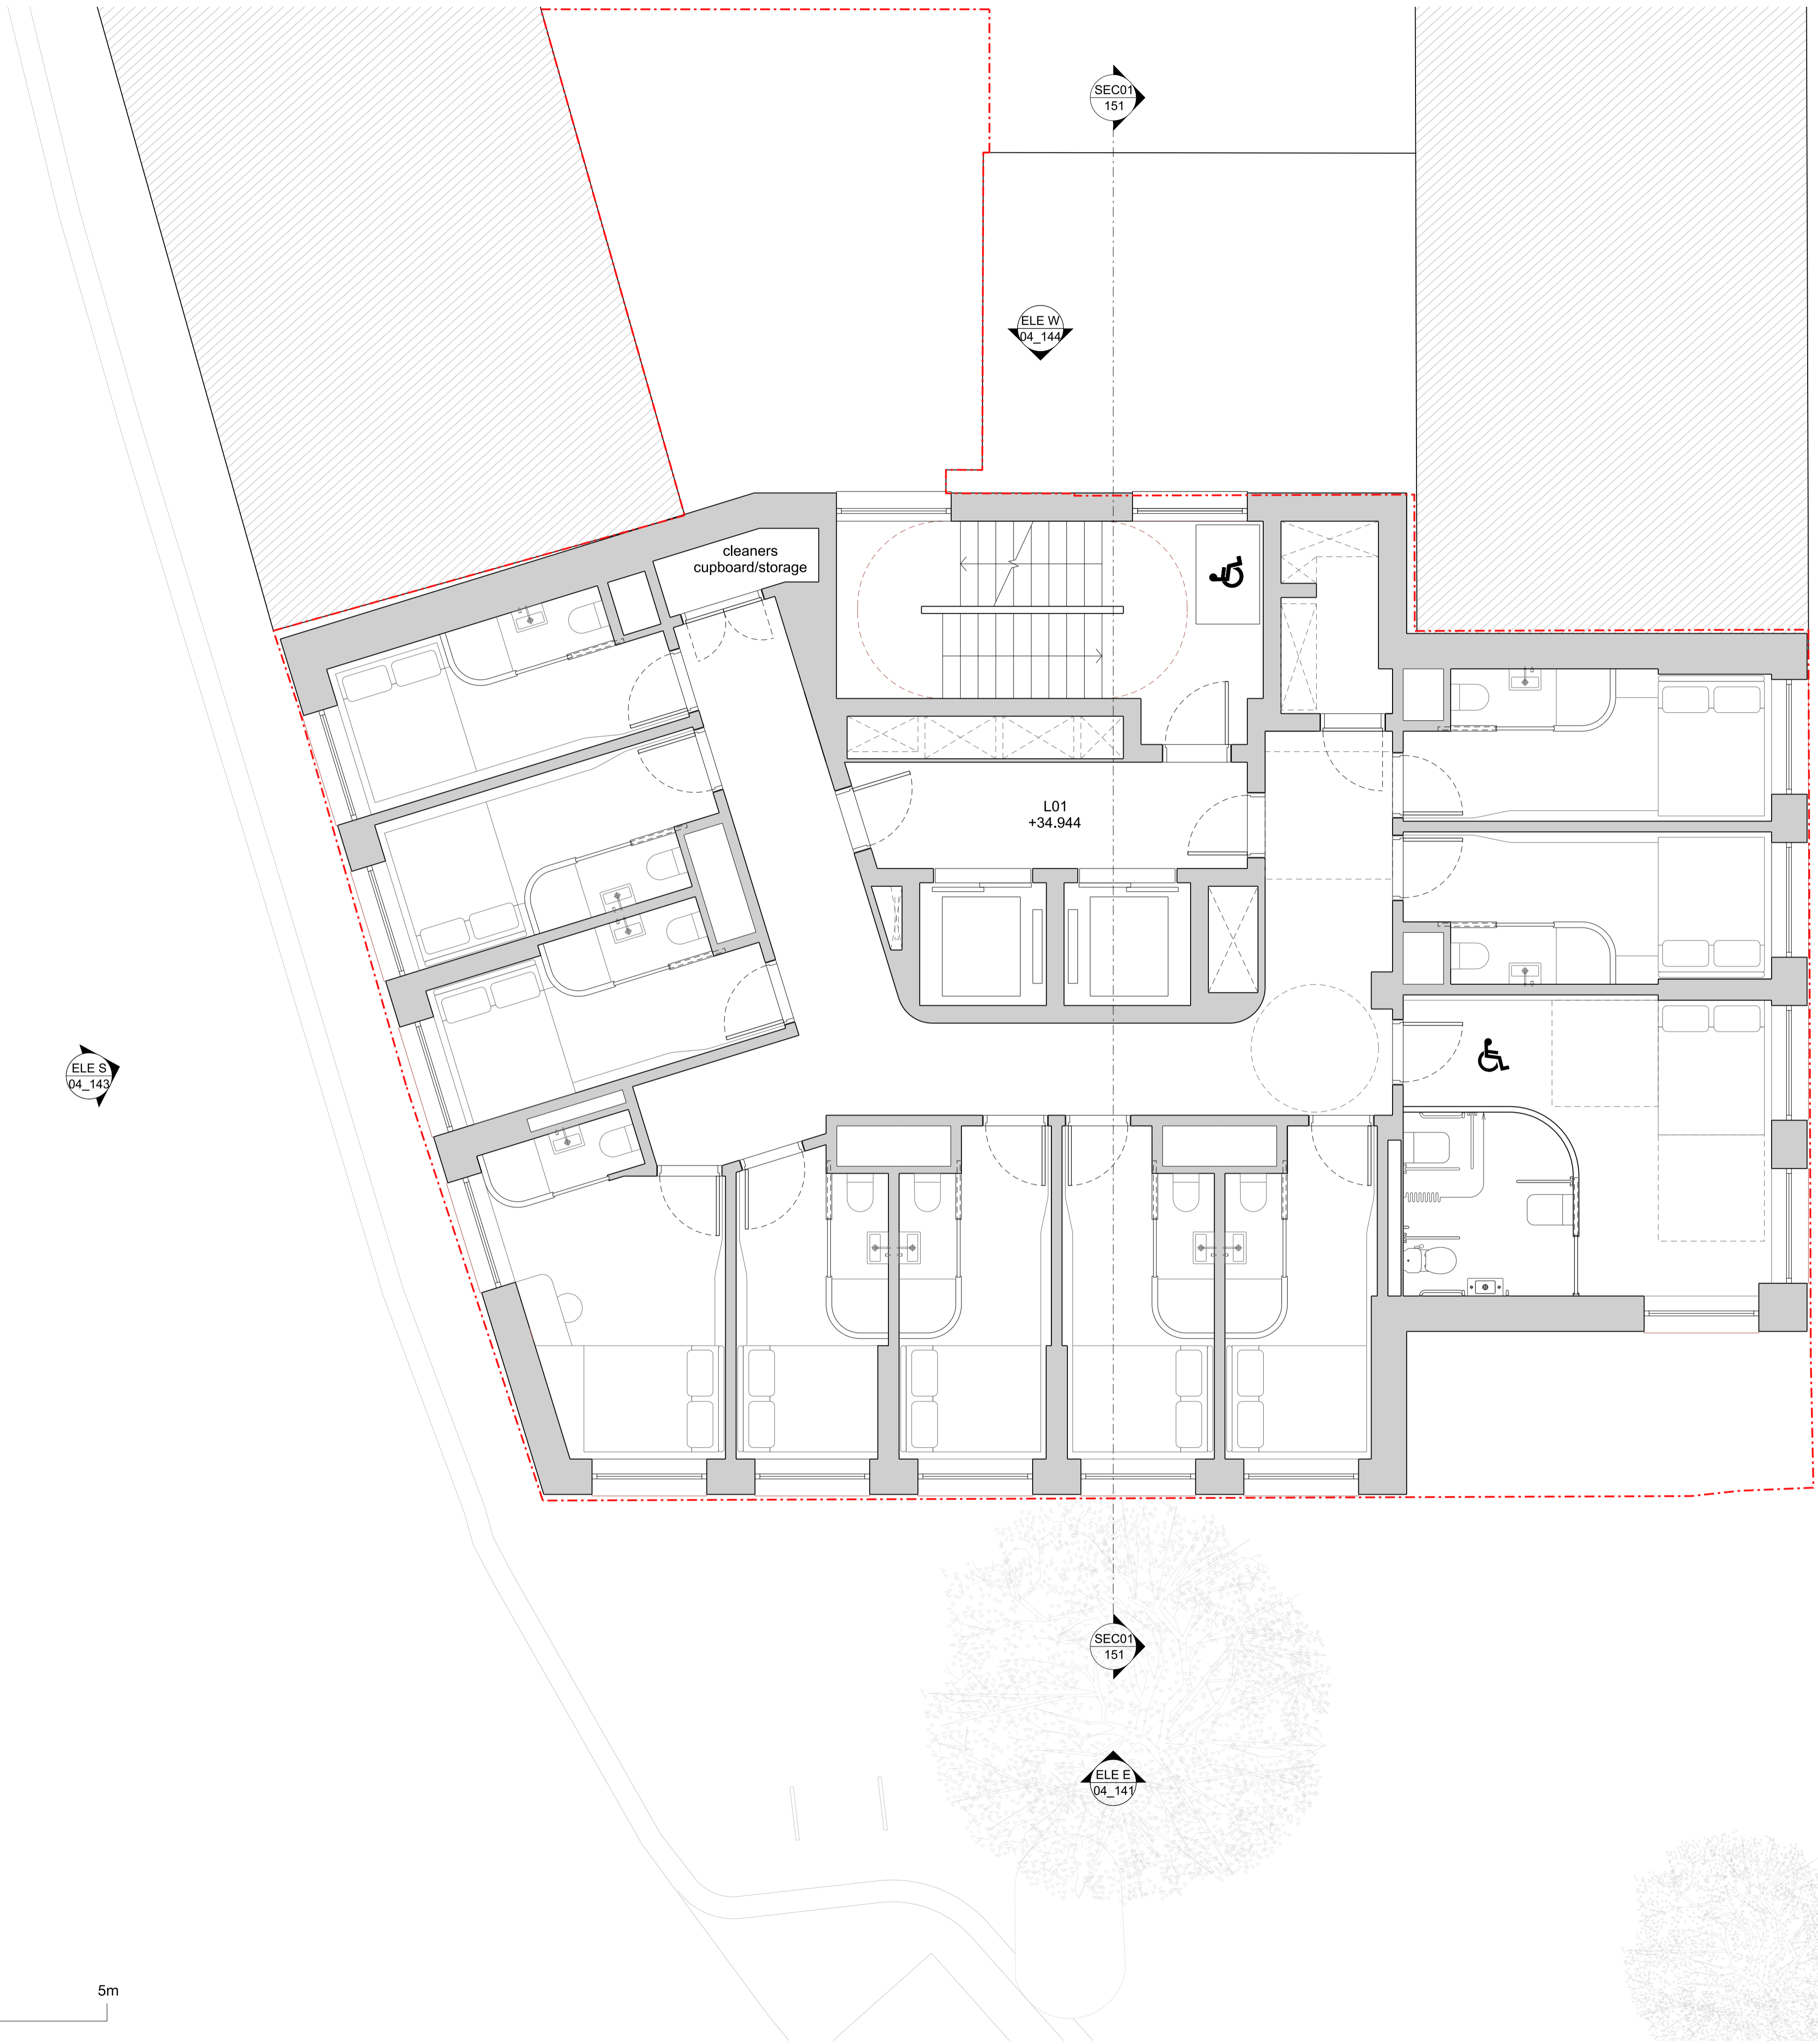 SEC01
151
ELE W
04_144
cleaners
cupboard/storage
L01
+34.944
ELE S
04_143
SEC01
151
ELE E
04_141
5m